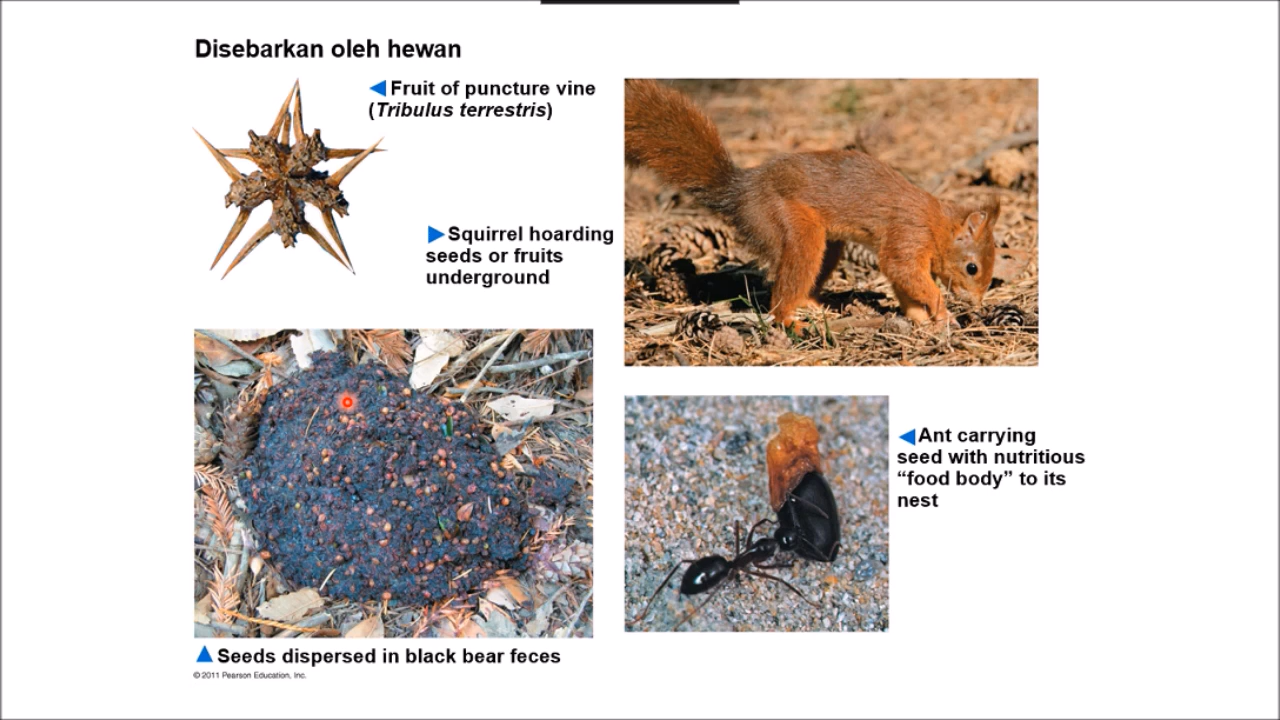 Disebarkan oleh hewan
Fruit of puncture vine
(Tribulus terrestris)
Squirrel hoarding
seeds or fruits
underground
Ant carrying
seed with nutritious
“food body” to its
nest
Seeds dispersed in black bear feces
© 2011 Pearson Education, Inc.